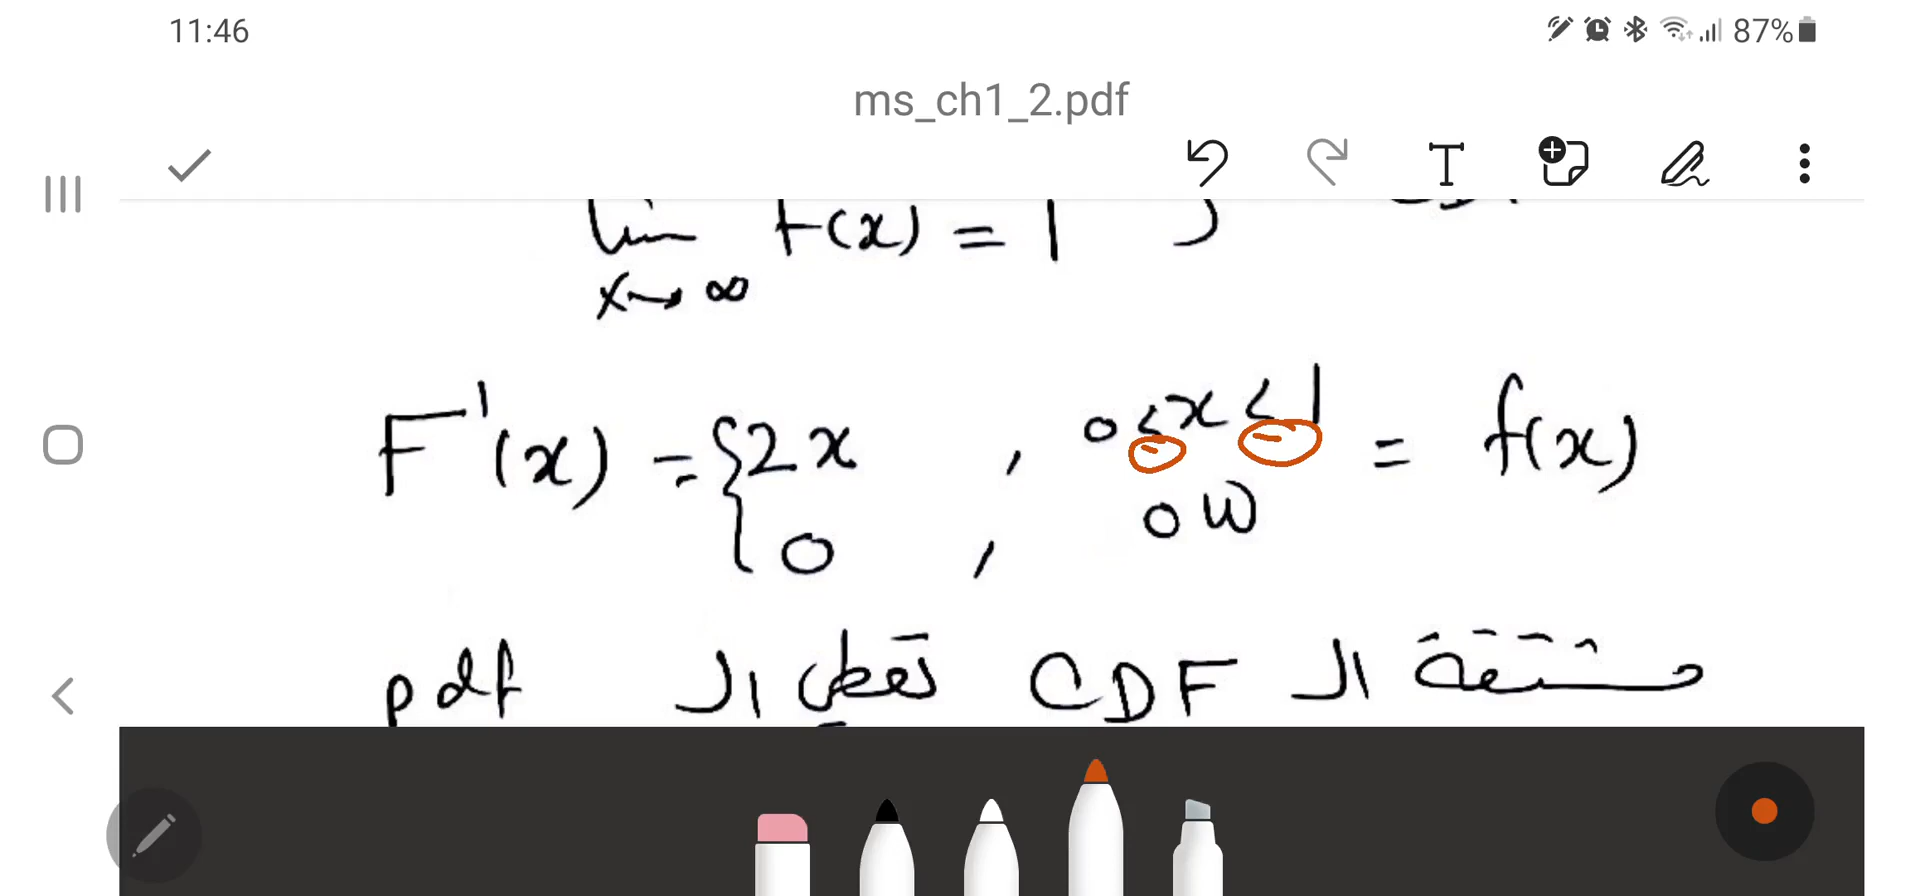 11:46 87%
ms_ch1_2.pdf
T
lim F(x) = 1
x→∞
F'(x) = {2x , 0≤x≤1 = f(x)
0 , ow
مشتقة ال CDF تعطي ال pdf